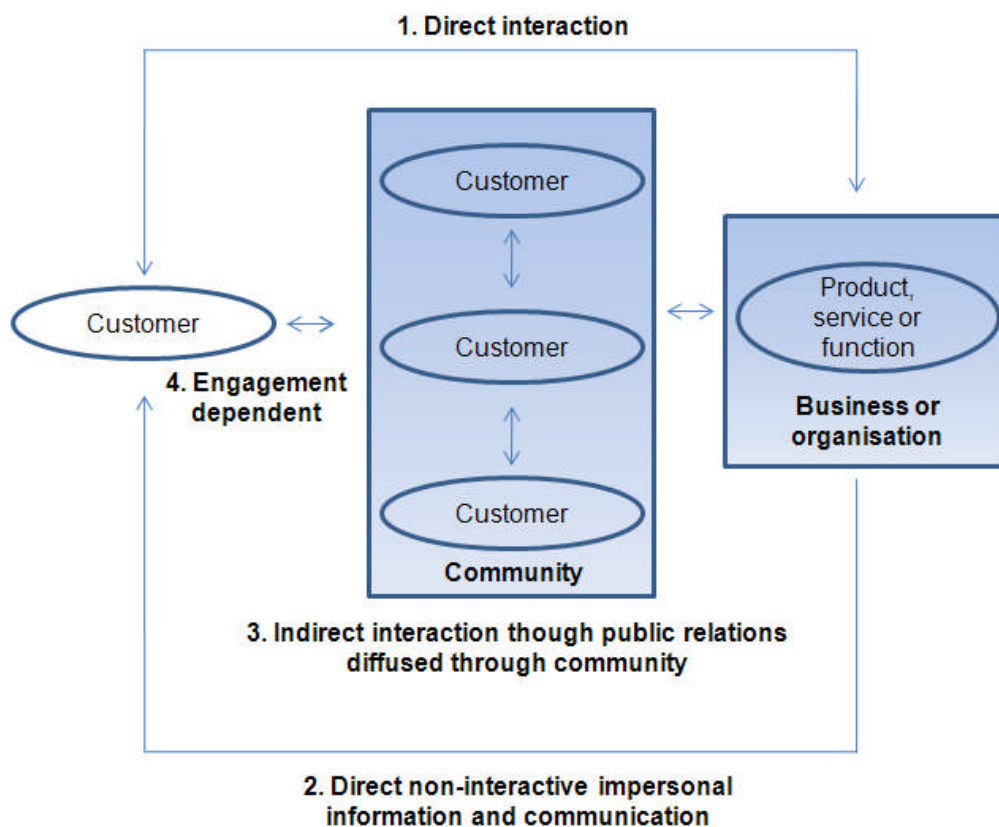 1. Direct interaction
Customer
Customer
4. Engagement
dependent
Customer
Customer
Community
Product,
service or
function
Business or
organisation
3. Indirect interaction though public relations
diffused through community
2. Direct non-interactive impersonal
information and communication